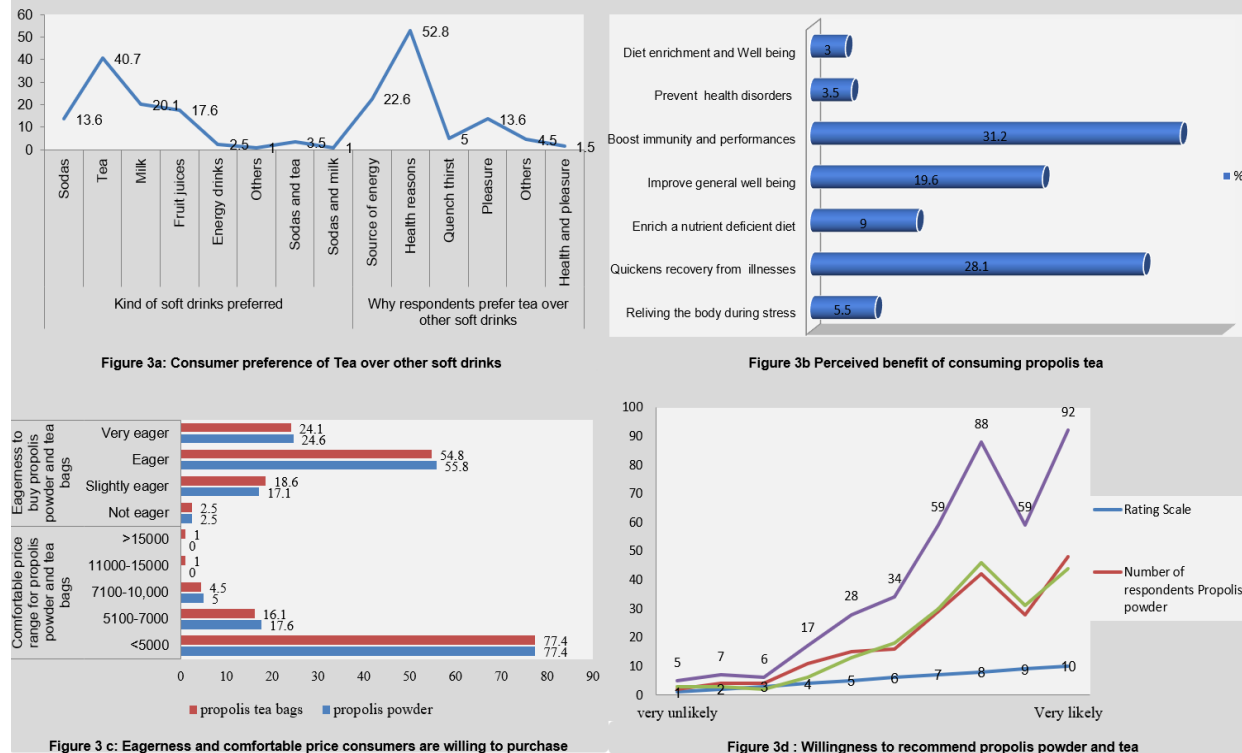 60
50
40
30
20
10
0
13.6
40.7
20.1
17.6
2.5
1
3.5
1
22.6
52.8
5
13.6
4.5
1.5
Sodas
Tea
Milk
Fruit juices
Energy drinks
Others
Sodas and tea
Sodas and milk
Source of energy
Health reasons
Quench thirst
Pleasure
Others
Health and pleasure
Kind of soft drinks preferred
Why respondents prefer tea over
other soft drinks
Figure 3a: Consumer preference of Tea over other soft drinks
Diet enrichment and Well being
3
Prevent health disorders
3.5
Boost immunity and performances
31.2
Improve general well being
19.6
Enrich a nutrient deficient diet
9
Quickens recovery from illnesses
28.1
Reliving the body during stress
5.5
%
Figure 3b Perceived benefit of consuming propolis tea
Eagerness to
buy propolis
powder and tea
bags
Very eager
24.1
24.6
Eager
54.8
55.8
Slightly eager
18.6
17.1
Not eager
2.5
2.5
Comfortable price
range for propolis
powder and tea
bags
>15000
1
0
11000-15000
1
0
7100-10,000
4.5
5
5100-7000
16.1
17.6
<5000
77.4
77.4
0 10 20 30 40 50 60 70 80 90
propolis tea bags propolis powder
Figure 3 c: Eagerness and comfortable price consumers are willing to purchase
100
90
80
70
60
50
40
30
20
10
0
5
7
6
17
28
34
59
88
59
92
1 2 3 4 5 6 7 8 9 10
very unlikely Very likely
Rating Scale
Number of
respondents Propolis
powder
Figure 3d : Willingness to recommend propolis powder and tea